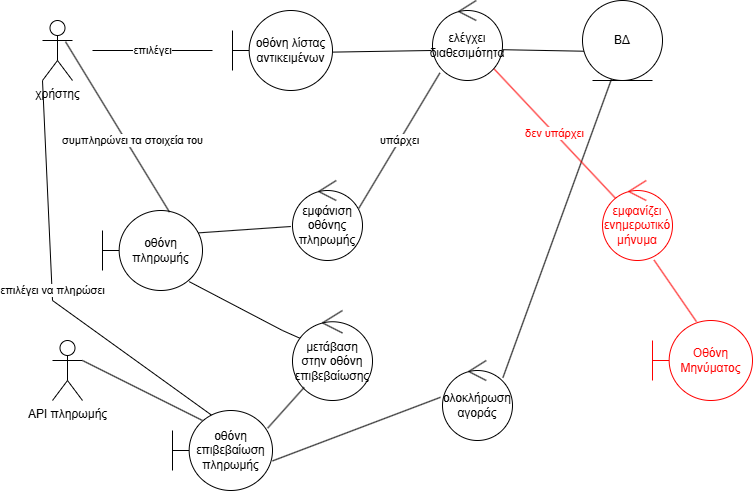 ΒΔ
ελέγχει
διαθεσιμότητα
οθόνη λίστας
αντικειμένων
επιλέγει
χρήστης
συμπληρώνει τα στοιχεία του
υπάρχει
δεν υπάρχει
εμφάνιση
οθόνης
πληρωμής
εμφανίζει
ενημερωτικό
μήνυμα
οθόνη
πληρωμής
επιλέγει να πληρώσει
μετάβαση
στην οθόνη
επιβεβαίωσης
Οθόνη
Μηνύματος
ολοκλήρωση
αγοράς
API πληρωμής
οθόνη
επιβεβαίωση
πληρωμής